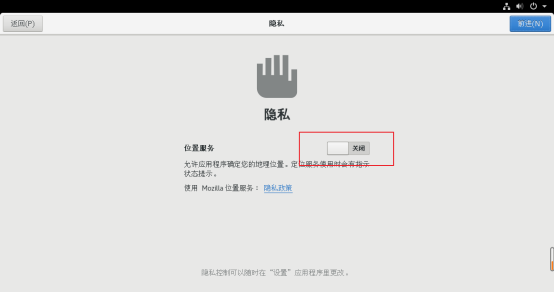 返回(P)
隐私
前进(N)
隐私
位置服务
关闭
允许应用程序确定您的地理位置。定位服务使用时会有指示
状态提示。
使用 Mozilla 位置服务： 隐私政策
隐私控制可以随时在“设置”应用程序里更改。